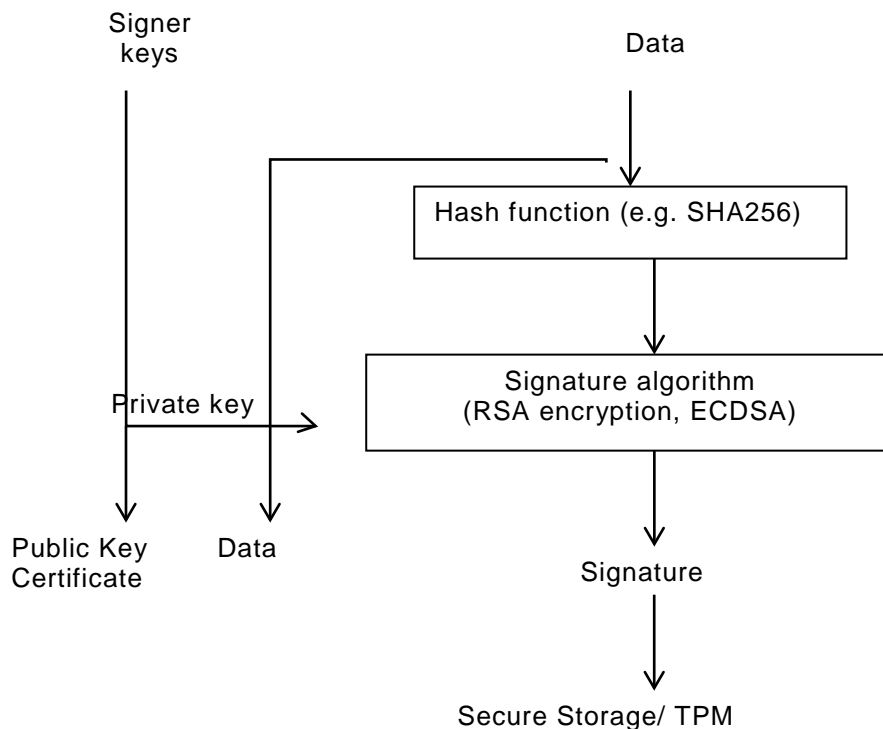 Signer
keys
Data
Hash function (e.g. SHA256)
Signature algorithm
(RSA encryption, ECDSA)
Private key
Public Key
Certificate
Data
Signature
Secure Storage/ TPM